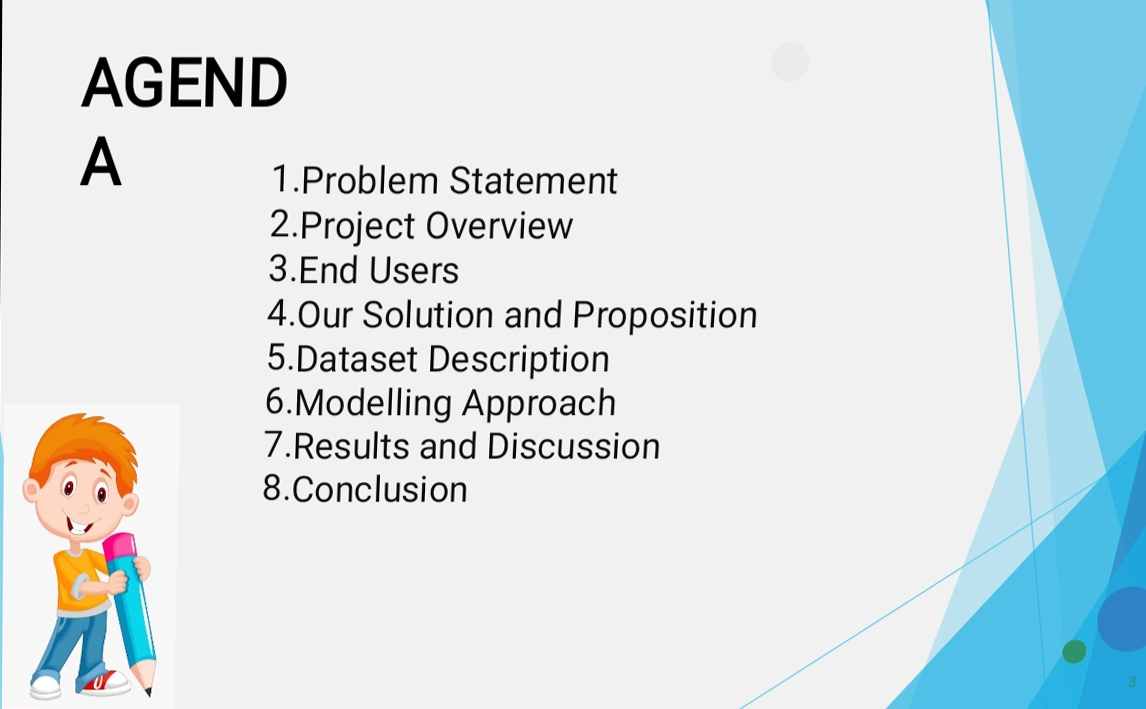 AGEND
A
1.Problem Statement
2.Project Overview
3.End Users
4.Our Solution and Proposition
5.Dataset Description
6.Modelling Approach
7.Results and Discussion
8.Conclusion
3